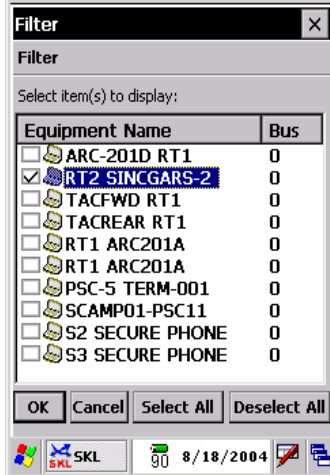 Filter
Filter
Select item(s) to display:
Equipment Name Bus
ARC-201D RT1 0
RT2 SINCGARS-2 0
TACFWD RT1 0
TACREAR RT1 0
RT1 ARC201A 0
RT1 ARC201A 0
PSC-5 TERM-001 0
SCAMP01-PSC11 0
S2 SECURE PHONE 0
S3 SECURE PHONE 0
OK Cancel Select All Deselect All
SKL SKL 90 8/18/2004